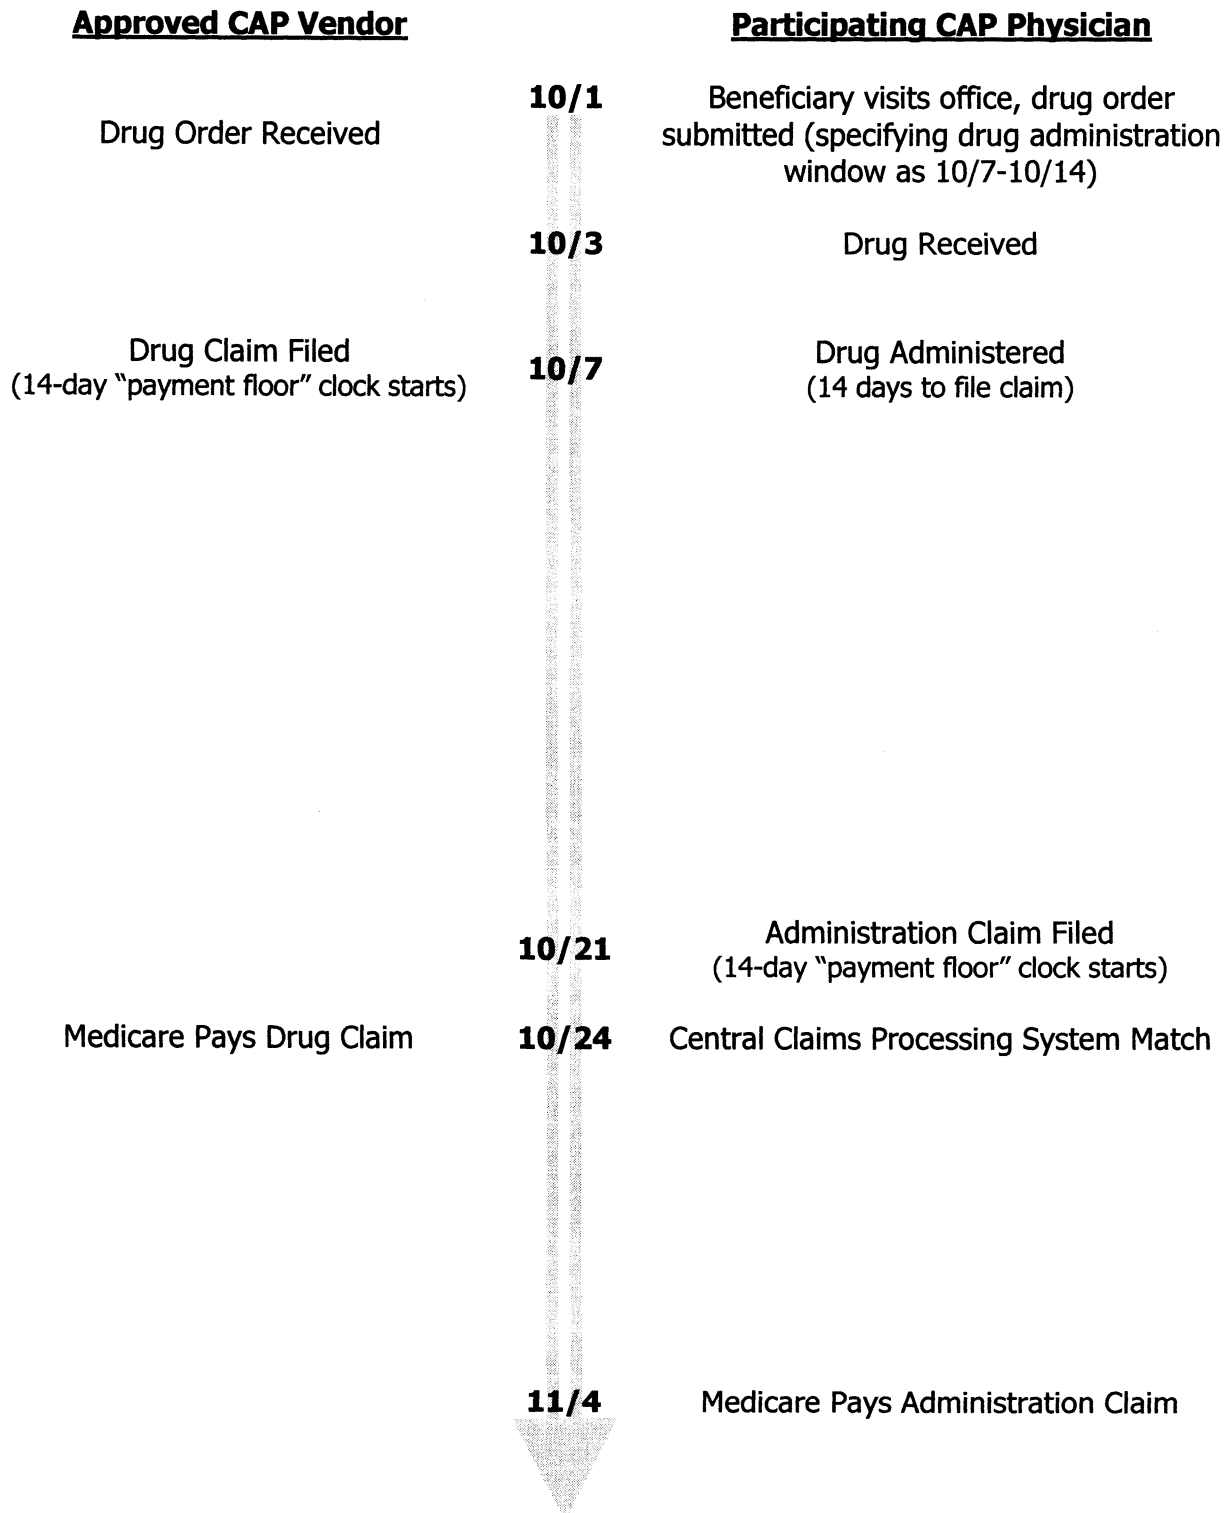 Approved CAP Vendor
Participating CAP Physician
10/1
Beneficiary visits office, drug order
submitted (specifying drug administration
window as 10/7-10/14)
Drug Order Received
10/3
Drug Received
Drug Claim Filed
(14-day “payment floor” clock starts)
10/7
Drug Administered
(14 days to file claim)
10/21
Administration Claim Filed
(14-day “payment floor” clock starts)
Medicare Pays Drug Claim
10/24
Central Claims Processing System Match
11/4
Medicare Pays Administration Claim